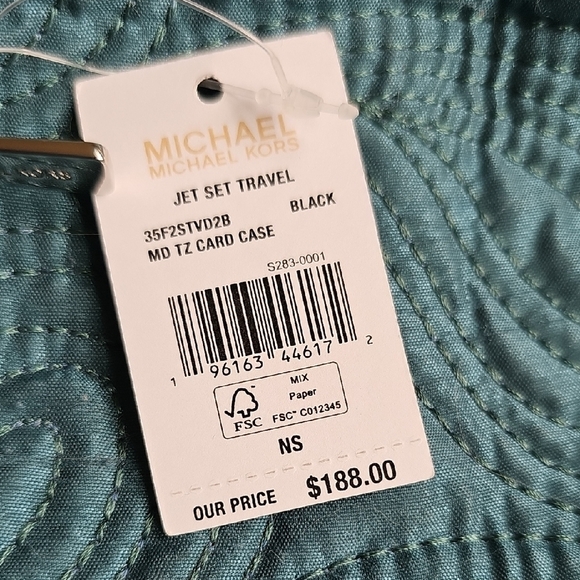 MICHAEL
MICHAEL KORS
JET SET TRAVEL
35F2STVD2B BLACK
MD TZ CARD CASE
S283-0001
1 96163 44617 2
FSC
MIX
Paper
FSC™ C012345
NS
OUR PRICE $188.00